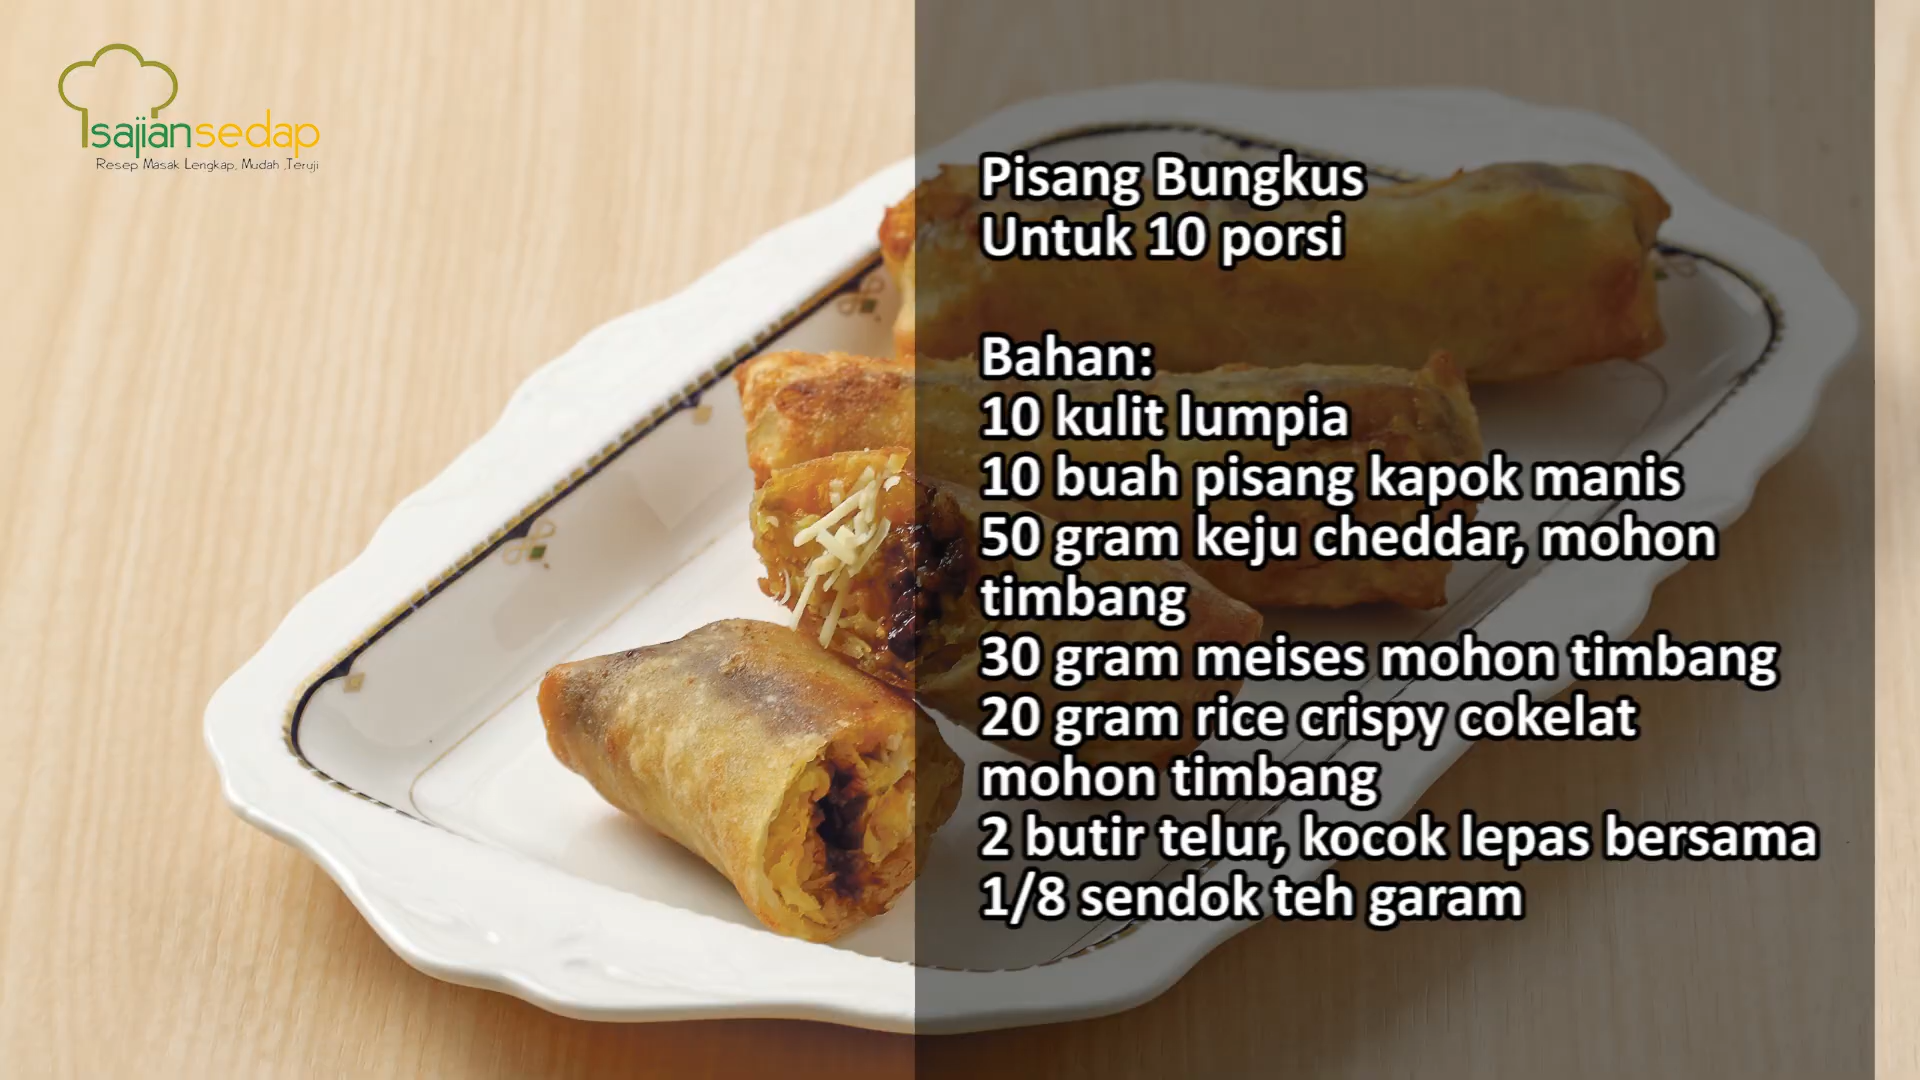 sajiansedap
Resep Masak Lengkap, Mudah ,Teruji
Pisang Bungkus
Untuk 10 porsi
Bahan:
10 kulit lumpia
10 buah pisang kapok manis
50 gram keju cheddar, mohon
timbang
30 gram meises mohon timbang
20 gram rice crispy cokelat
mohon timbang
2 butir telur, kocok lepas bersama
1/8 sendok teh garam